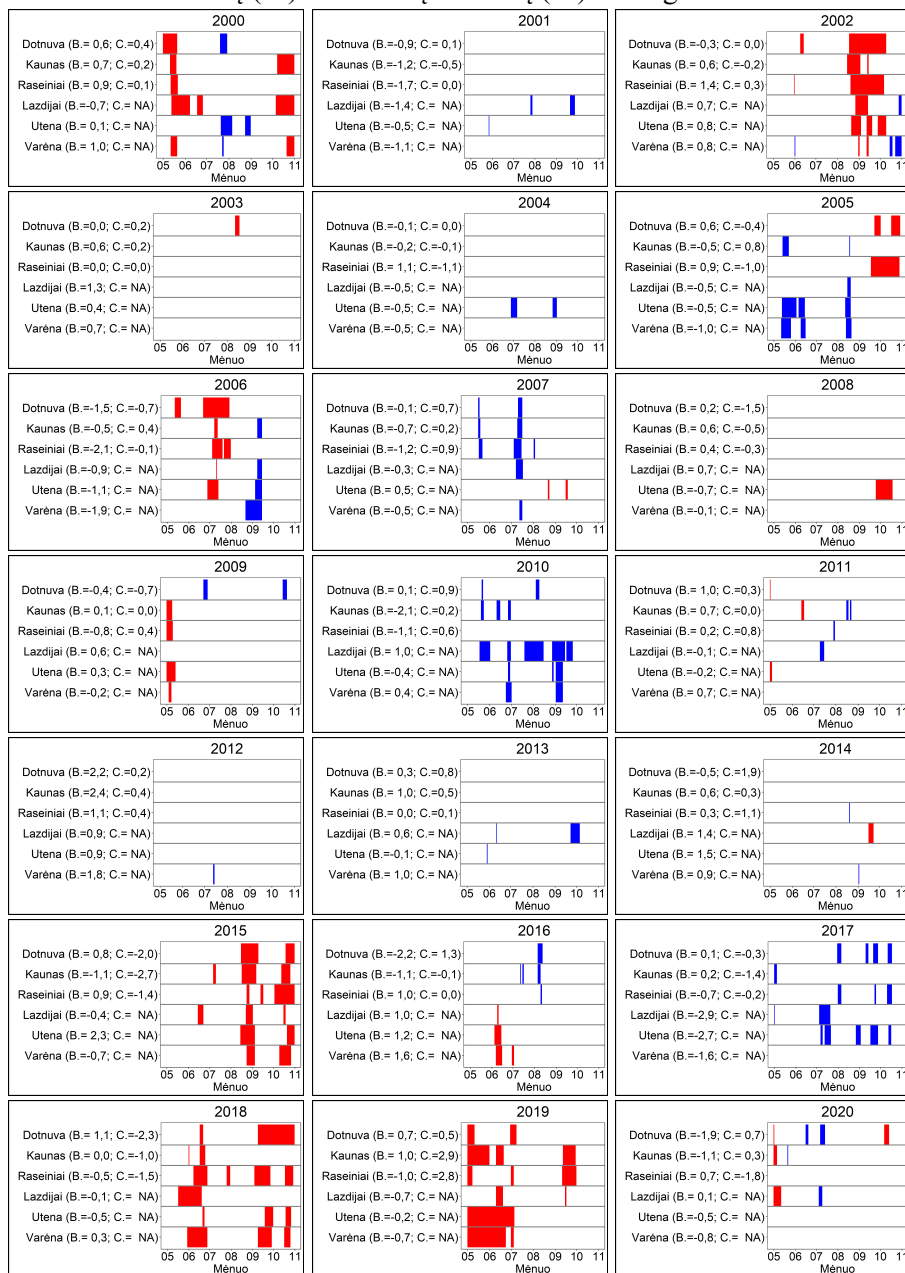 2000
Dotnuva (B.= 0,6; C.=0,4)
Kaunas (B.= 0,7; C.=0,2)
Raseiniai (B.= 0,9; C.=0,1)
Lazdijai (B.=-0,7; C.= NA)
Utena (B.= 0,1; C.= NA)
Varėna (B.= 1,0; C.= NA)
05 06 07 08 09 10 11
Mėnuo
2001
Dotnuva (B.=-0,9; C.= 0,1)
Kaunas (B.=-1,2; C.=-0,5)
Raseiniai (B.=-1,7; C.= 0,0)
Lazdijai (B.=-1,4; C.= NA)
Utena (B.=-0,5; C.= NA)
Varėna (B.=-1,1; C.= NA)
05 06 07 08 09 10 11
Mėnuo
2002
Dotnuva (B.=-0,3; C.= 0,0)
Kaunas (B.= 0,6; C.=-0,2)
Raseiniai (B.= 1,4; C.= 0,3)
Lazdijai (B.= 0,7; C.= NA)
Utena (B.= 0,8; C.= NA)
Varėna (B.= 0,8; C.= NA)
05 06 07 08 09 10 11
Mėnuo
2003
Dotnuva (B.=0,0; C.=0,2)
Kaunas (B.=0,6; C.=0,2)
Raseiniai (B.=0,0; C.=0,0)
Lazdijai (B.=1,3; C.= NA)
Utena (B.=0,4; C.= NA)
Varėna (B.=0,7; C.= NA)
05 06 07 08 09 10 11
Mėnuo
2004
Dotnuva (B.=-0,1; C.= 0,0)
Kaunas (B.=-0,2; C.=-0,1)
Raseiniai (B.= 1,1; C.=-1,1)
Lazdijai (B.=-0,5; C.= NA)
Utena (B.=-0,5; C.= NA)
Varėna (B.=-0,5; C.= NA)
05 06 07 08 09 10 11
Mėnuo
2005
Dotnuva (B.= 0,6; C.=-0,4)
Kaunas (B.=-0,5; C.= 0,8)
Raseiniai (B.= 0,9; C.=-1,0)
Lazdijai (B.=-0,5; C.= NA)
Utena (B.=-0,5; C.= NA)
Varėna (B.=-1,0; C.= NA)
05 06 07 08 09 10 11
Mėnuo
2006
Dotnuva (B.=-1,5; C.=-0,7)
Kaunas (B.=-0,5; C.= 0,4)
Raseiniai (B.=-2,1; C.=-0,1)
Lazdijai (B.=-0,9; C.= NA)
Utena (B.=-1,1; C.= NA)
Varėna (B.=-1,9; C.= NA)
05 06 07 08 09 10 11
Mėnuo
2007
Dotnuva (B.=-0,1; C.=0,7)
Kaunas (B.=-0,7; C.=0,2)
Raseiniai (B.=-1,2; C.=0,9)
Lazdijai (B.=-0,3; C.= NA)
Utena (B.= 0,5; C.= NA)
Varėna (B.=-0,5; C.= NA)
05 06 07 08 09 10 11
Mėnuo
2008
Dotnuva (B.= 0,2; C.=-1,5)
Kaunas (B.= 0,6; C.=-0,5)
Raseiniai (B.= 0,4; C.=-0,3)
Lazdijai (B.= 0,7; C.= NA)
Utena (B.=-0,7; C.= NA)
Varėna (B.=-0,1; C.= NA)
05 06 07 08 09 10 11
Mėnuo
2009
Dotnuva (B.=-0,4; C.=-0,7)
Kaunas (B.= 0,1; C.= 0,0)
Raseiniai (B.=-0,8; C.= 0,4)
Lazdijai (B.= 0,6; C.= NA)
Utena (B.= 0,3; C.= NA)
Varėna (B.=-0,2; C.= NA)
05 06 07 08 09 10 11
Mėnuo
2010
Dotnuva (B.= 0,1; C.=0,9)
Kaunas (B.=-2,1; C.=0,2)
Raseiniai (B.=-1,1; C.=0,6)
Lazdijai (B.= 1,0; C.= NA)
Utena (B.=-0,4; C.= NA)
Varėna (B.= 0,4; C.= NA)
05 06 07 08 09 10 11
Mėnuo
2011
Dotnuva (B.= 1,0; C.=0,3)
Kaunas (B.= 0,7; C.=0,0)
Raseiniai (B.= 0,2; C.=0,8)
Lazdijai (B.=-0,1; C.= NA)
Utena (B.=-0,2; C.= NA)
Varėna (B.= 0,7; C.= NA)
05 06 07 08 09 10 11
Mėnuo
2012
Dotnuva (B.=2,2; C.=0,2)
Kaunas (B.=2,4; C.=0,4)
Raseiniai (B.=1,1; C.=0,4)
Lazdijai (B.=0,9; C.= NA)
Utena (B.=0,9; C.= NA)
Varėna (B.=1,8; C.= NA)
05 06 07 08 09 10 11
Mėnuo
2013
Dotnuva (B.= 0,3; C.=0,8)
Kaunas (B.= 1,0; C.=0,5)
Raseiniai (B.= 0,0; C.=0,1)
Lazdijai (B.= 0,6; C.= NA)
Utena (B.=-0,1; C.= NA)
Varėna (B.= 1,0; C.= NA)
05 06 07 08 09 10 11
Mėnuo
2014
Dotnuva (B.=-0,5; C.=1,9)
Kaunas (B.= 0,6; C.=0,3)
Raseiniai (B.= 0,3; C.=1,1)
Lazdijai (B.= 1,4; C.= NA)
Utena (B.= 1,5; C.= NA)
Varėna (B.= 0,9; C.= NA)
05 06 07 08 09 10 11
Mėnuo
2015
Dotnuva (B.= 0,8; C.=-2,0)
Kaunas (B.=-1,1; C.=-2,7)
Raseiniai (B.= 0,9; C.=-1,4)
Lazdijai (B.=-0,4; C.= NA)
Utena (B.= 2,3; C.= NA)
Varėna (B.=-0,7; C.= NA)
05 06 07 08 09 10 11
Mėnuo
2016
Dotnuva (B.=-2,2; C.= 1,3)
Kaunas (B.=-1,1; C.=-0,1)
Raseiniai (B.= 1,0; C.= 0,0)
Lazdijai (B.= 1,0; C.= NA)
Utena (B.= 1,2; C.= NA)
Varėna (B.= 1,6; C.= NA)
05 06 07 08 09 10 11
Mėnuo
2017
Dotnuva (B.= 0,1; C.=-0,3)
Kaunas (B.= 0,2; C.=-1,4)
Raseiniai (B.=-0,7; C.=-0,2)
Lazdijai (B.=-2,9; C.= NA)
Utena (B.=-2,7; C.= NA)
Varėna (B.=-1,6; C.= NA)
05 06 07 08 09 10 11
Mėnuo
2018
Dotnuva (B.= 1,1; C.=-2,3)
Kaunas (B.= 0,0; C.=-1,0)
Raseiniai (B.=-0,5; C.=-1,5)
Lazdijai (B.=-0,1; C.= NA)
Utena (B.=-0,5; C.= NA)
Varėna (B.= 0,3; C.= NA)
05 06 07 08 09 10 11
Mėnuo
2019
Dotnuva (B.= 0,7; C.=0,5)
Kaunas (B.= 1,0; C.=2,9)
Raseiniai (B.=-1,0; C.=2,8)
Lazdijai (B.=-0,7; C.= NA)
Utena (B.=-0,2; C.= NA)
Varėna (B.=-0,7; C.= NA)
05 06 07 08 09 10 11
Mėnuo
2020
Dotnuva (B.=-1,9; C.= 0,7)
Kaunas (B.=-1,1; C.= 0,3)
Raseiniai (B.= 0,7; C.=-1,8)
Lazdijai (B.= 0,1; C.= NA)
Utena (B.=-0,5; C.= NA)
Varėna (B.=-0,8; C.= NA)
05 06 07 08 09 10 11
Mėnuo